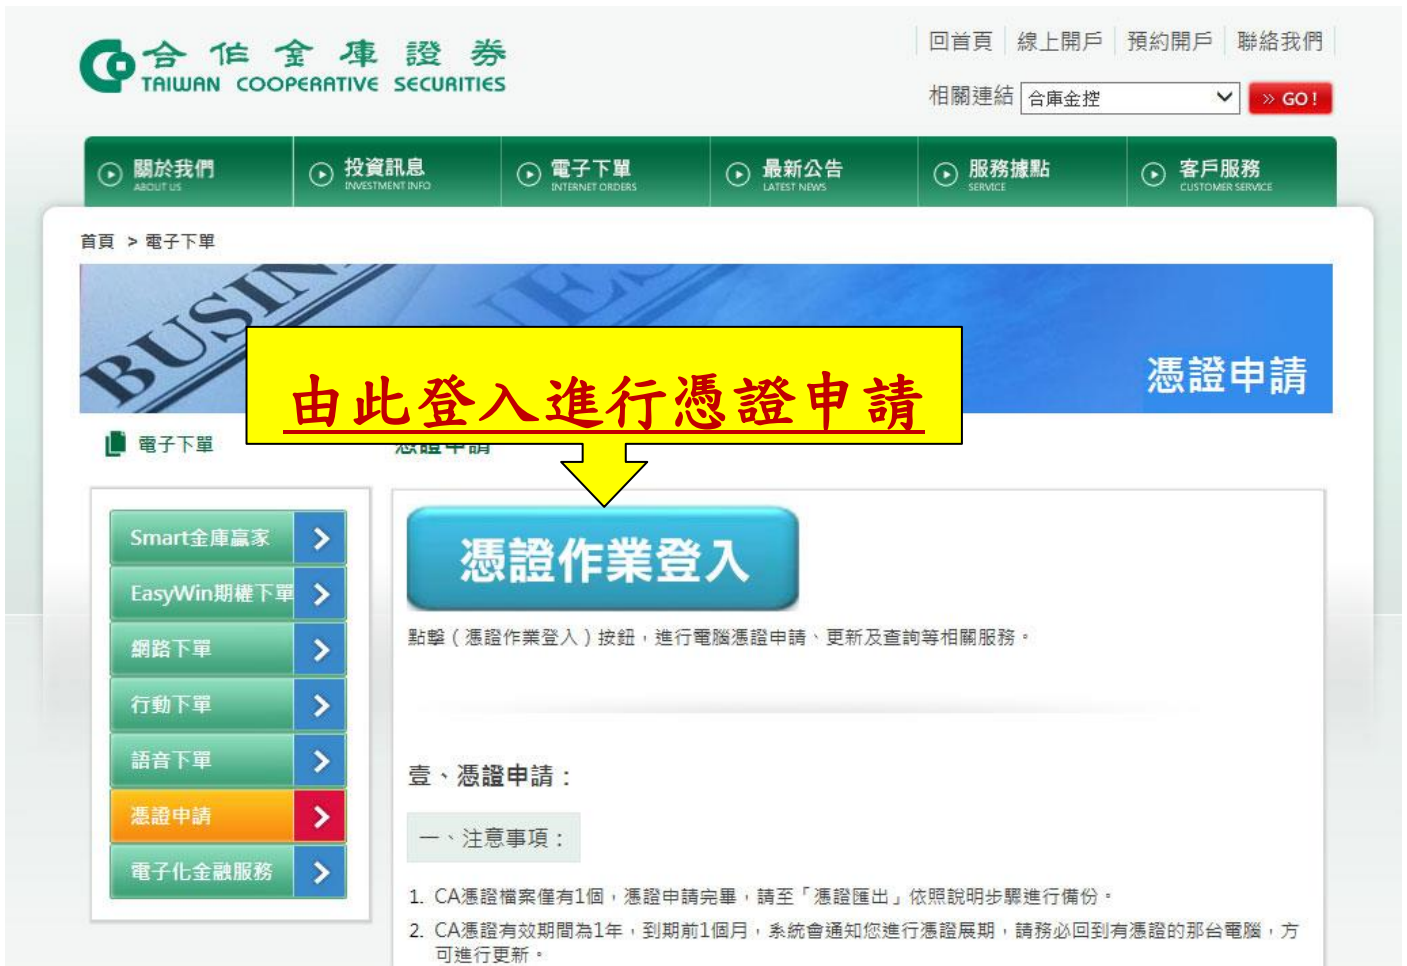 合作金庫證券
TAIWAN COOPERATIVE SECURITIES
回首頁 線上開戶 預約開戶 聯絡我們
相關連結 合庫金控 » GO !
關於我們 投資訊息 電子下單 最新公告 服務據點 客戶服務
ABOUT US INVESTMENT INFO INTERNET ORDERS LATEST NEWS SERVICE CUSTOMER SERVICE
首頁 > 電子下單
BUSIN
由此登入進行憑證申請
憑證申請
電子下單
憑證申請
Smart金庫贏家
EasyWin期權下單
網路下單
行動下單
語音下單
憑證申請
電子化金融服務
憑證作業登入
點擊（憑證作業登入）按鈕，進行電腦憑證申請、更新及查詢等相關服務。
壹、憑證申請：
一、注意事項：
1. CA憑證檔案僅有1個，憑證申請完畢，請至「憑證匯出」依照說明步驟進行備份。
2. CA憑證有效期間為1年，到期前1個月，系統會通知您進行憑證展期，請務必回到有憑證的那台電腦，方
可進行更新。